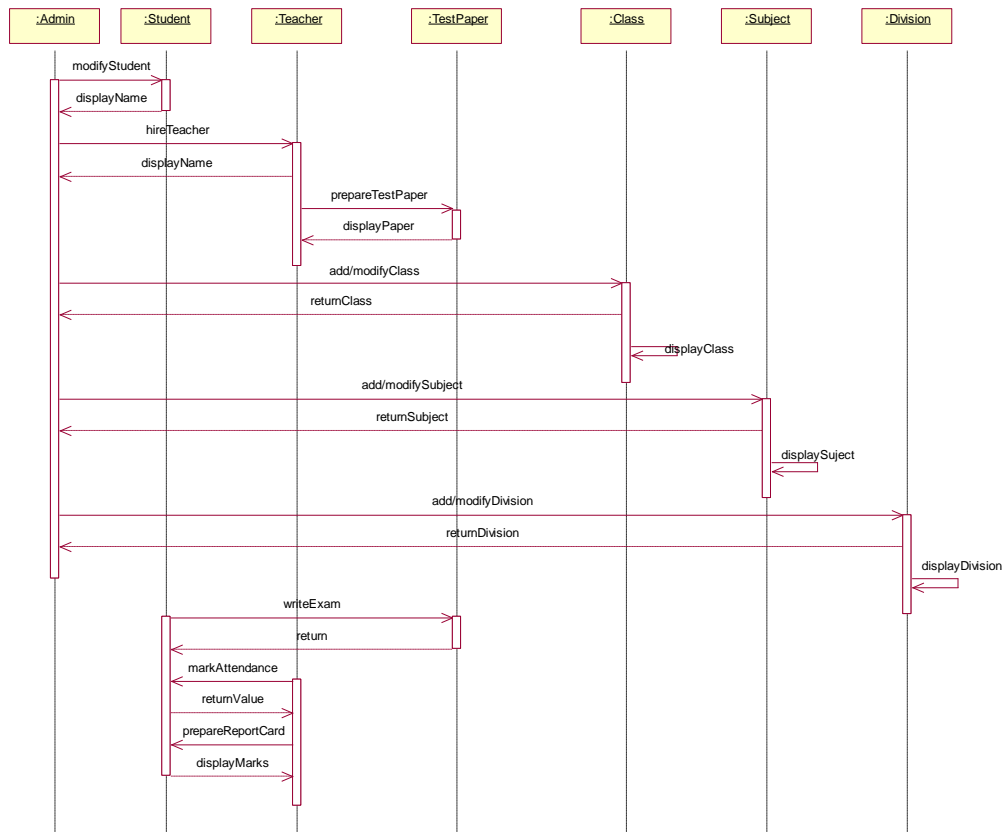 :Admin
:Student
:Teacher
:TestPaper
:Class
:Subject
:Division
modifyStudent
displayName
hireTeacher
displayName
prepareTestPaper
displayPaper
add/modifyClass
returnClass
displayClass
add/modifySubject
returnSubject
displaySuject
add/modifyDivision
returnDivision
displayDivision
writeExam
return
markAttendance
returnValue
prepareReportCard
displayMarks